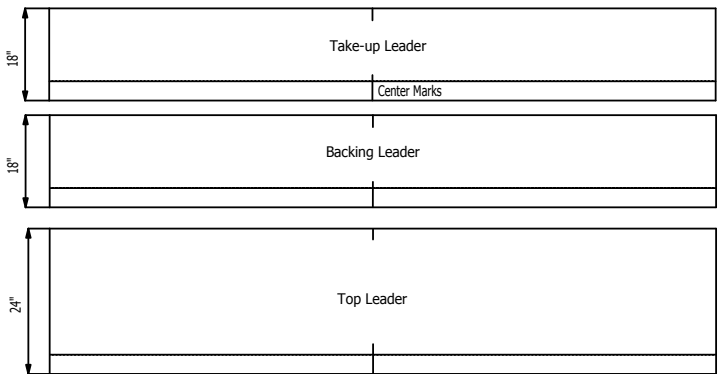 18"
Take-up Leader
Center Marks
18"
Backing Leader
24"
Top Leader